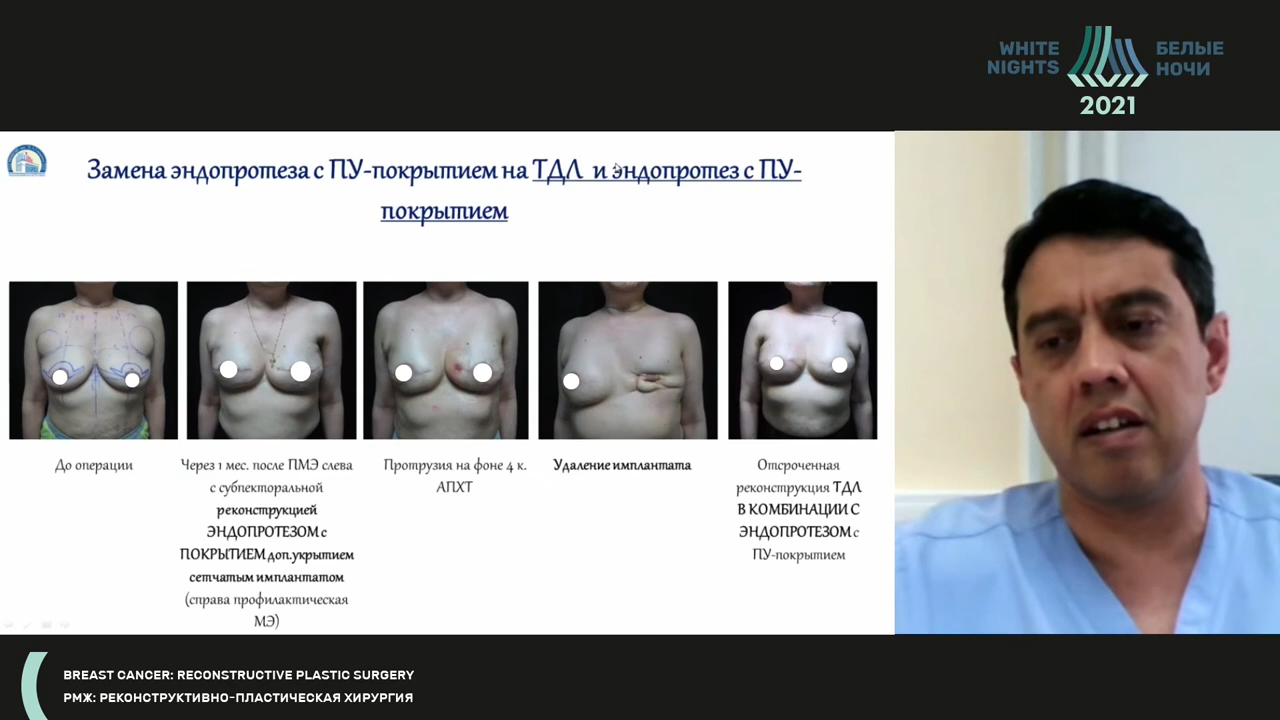 WHITE
NIGHTS
БЕЛЫЕ
НОЧИ
2021
Замена эндопротеза с ПУ-покрытием на ТДЛ и эндопротез с ПУ-
покрытием
До операции
Через 1 мес. после ПМЭ слева
с субпекторальной
реконструкцией
ЭНДОПРОТЕЗОМ с
ПОКРЫТИЕМ доп.укрытием
сетчатым имплантатом
(справа профилактическая
МЭ)
Протрузия на фоне 4 к.
АПХТ
Удаление имплантата
Отсроченная
реконструкция ТДЛ
В КОМБИНАЦИИ С
ЭНДОПРОТЕЗОМ с
ПУ-покрытием
BREAST CANCER: RECONSTRUCTIVE PLASTIC SURGERY
РМЖ: РЕКОНСТРУКТИВНО-ПЛАСТИЧЕСКАЯ ХИРУРГИЯ